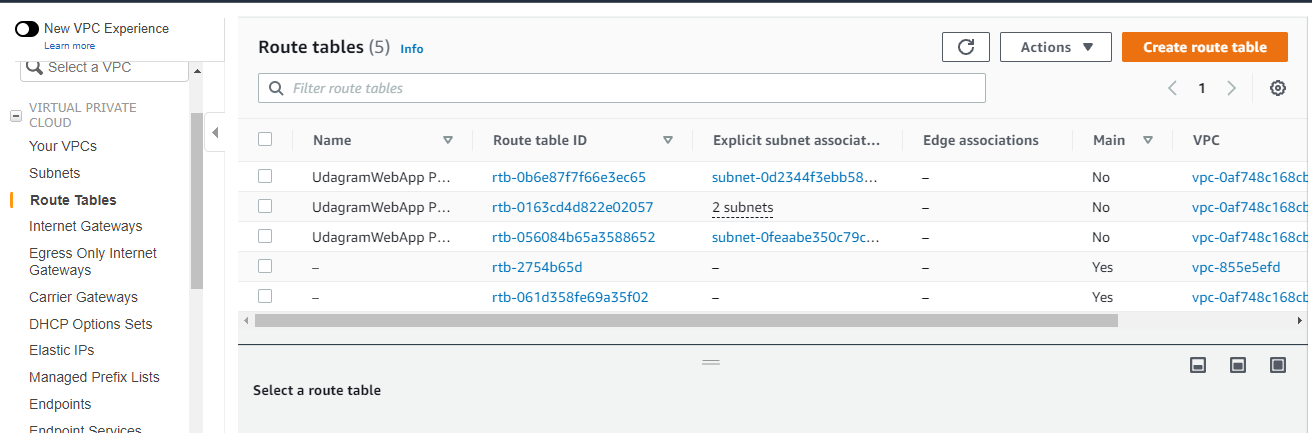 New VPC Experience
Learn more
Select a VPC
VIRTUAL PRIVATE
CLOUD
Your VPCs
Subnets
Route Tables
Internet Gateways
Egress Only Internet
Gateways
Carrier Gateways
DHCP Options Sets
Elastic IPs
Managed Prefix Lists
Endpoints
Endpoint Services
Route tables (5) Info
Actions
Create route table
Filter route tables
1
Name Route table ID Explicit subnet associat... Edge associations Main VPC
UdagramWebApp P... rtb-0b6e87f7f66e3ec65 subnet-0d2344f3ebb58... – No vpc-0af748c168cb
UdagramWebApp P... rtb-0163cd4d822e02057 2 subnets – No vpc-0af748c168cb
UdagramWebApp P... rtb-056084b65a3588652 subnet-0feaabe350c79c... – No vpc-0af748c168cb
– rtb-2754b65d – – Yes vpc-855e5efd
– rtb-061d358fe69a35f02 – – Yes vpc-0af748c168cb
Select a route table